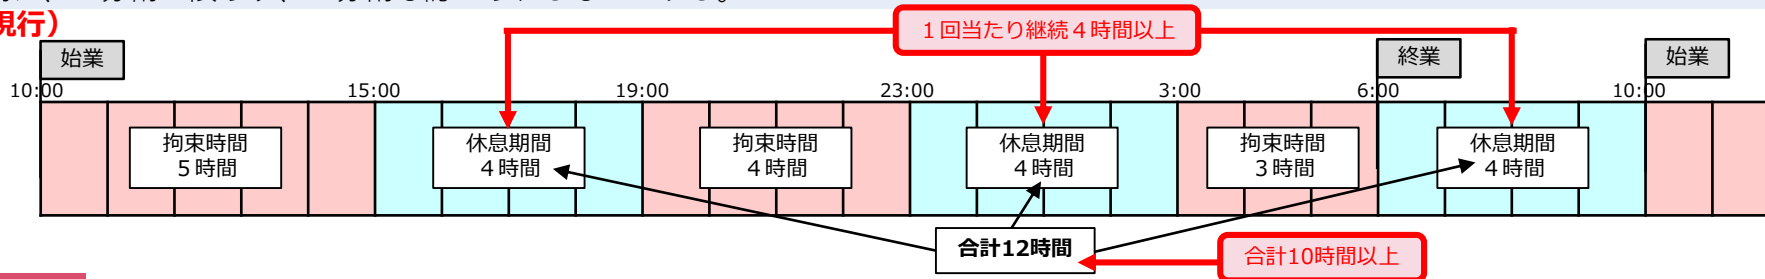 現行）
１回当たり継続４時間以上
始業
終業
始業
10:00
15:00
19:00
23:00
3:00
6:00
10:00
拘束時間
５時間
休息期間
４時間
拘束時間
４時間
休息期間
４時間
拘束時間
３時間
休息期間
４時間
合計12時間
合計10時間以上